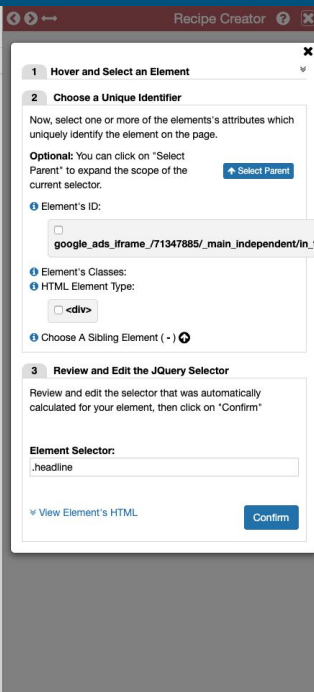 Recipe Creator
1 Hover and Select an Element
2 Choose a Unique Identifier
Now, select one or more of the elements's attributes which
uniquely identify the element on the page.
Optional: You can click on "Select
Parent" to expand the scope of the
current selector.
Select Parent
Element's ID:
google_ads_iframe_/71347885/_main_independent/in_
Element's Classes:
HTML Element Type:
<div>
Choose A Sibling Element ( - )
3 Review and Edit the JQuery Selector
Review and edit the selector that was automatically
calculated for your element, then click on "Confirm"
Element Selector:
.headline
View Element's HTML
Confirm